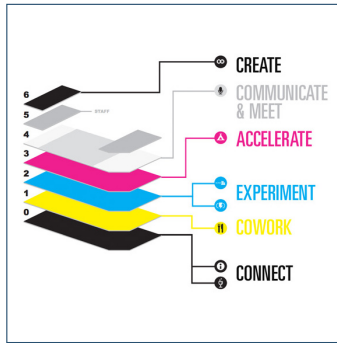 6
CREATE
5
STAFF
COMMUNICATE
& MEET
4
3
ACCELERATE
2
EXPERIMENT
1
COWORK
0
CONNECT